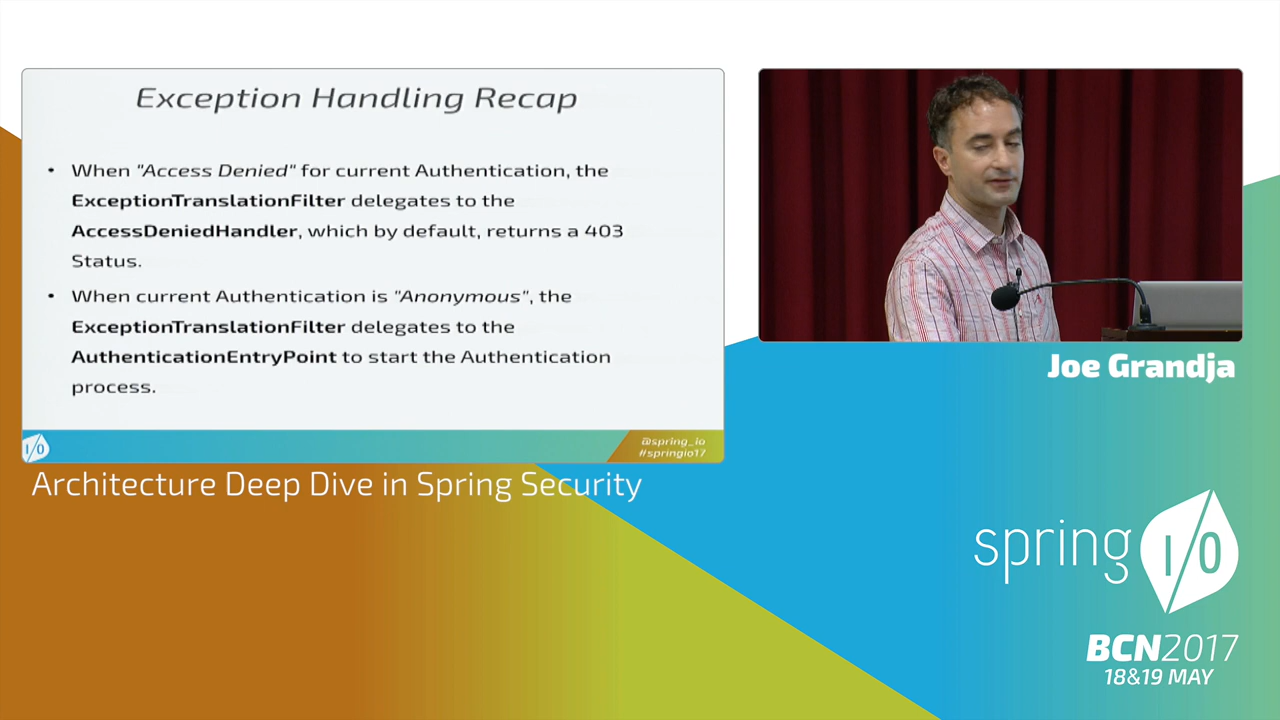 Exception Handling Recap
• When "Access Denied" for current Authentication, the
ExceptionTranslationFilter delegates to the
AccessDeniedHandler, which by default, returns a 403
Status.
• When current Authentication is "Anonymous", the
ExceptionTranslationFilter delegates to the
AuthenticationEntryPoint to start the Authentication
process.
I/O
@spring_io
#springio17
Joe Grandja
Architecture Deep Dive in Spring Security
spring I/O
BCN2017
18&19 MAY